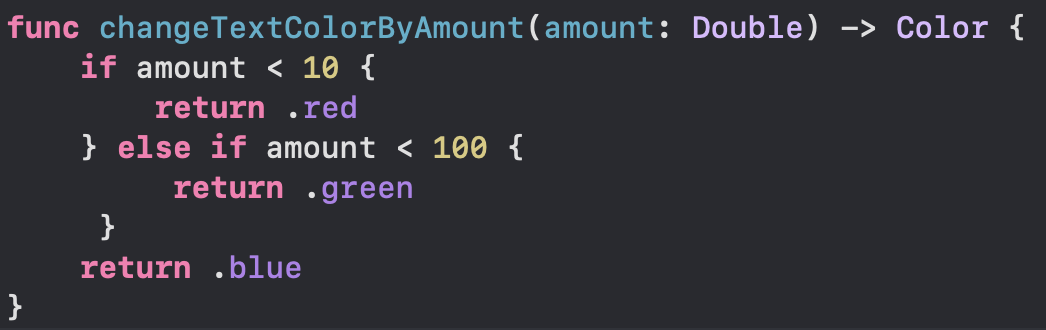 func changeTextColorByAmount(amount: Double) -> Color {
    if amount < 10 {
        return .red
    } else if amount < 100 {
         return .green
     }
    return .blue
}